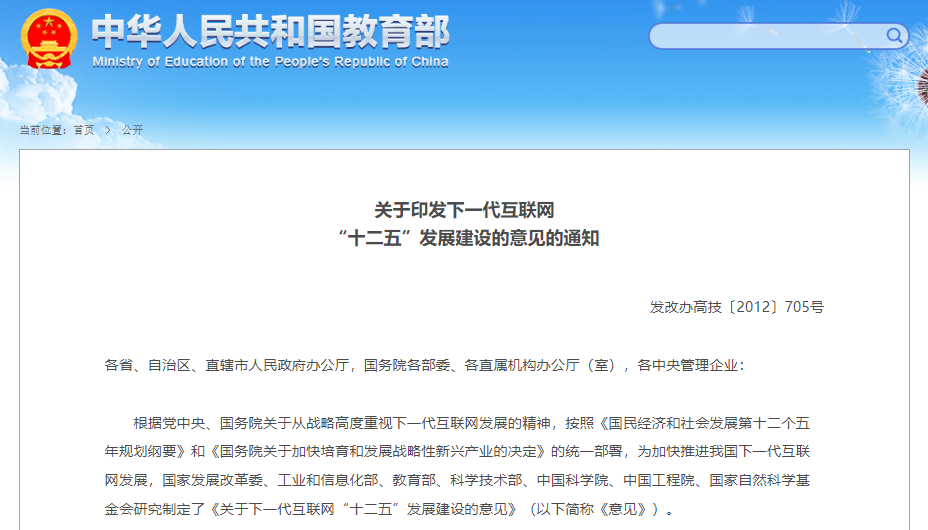 中华人民共和国教育部
Ministry of Education of the People's Republic of China
当前位置：首页 > 公开
关于印发下一代互联网
“十二五”发展建设的意见的通知
发改办高技〔2012〕705号
各省、自治区、直辖市人民政府办公厅，国务院各部委、各直属机构办公厅（室），各中央管理企业：
根据党中央、国务院关于从战略高度重视下一代互联网发展的精神，按照《国民经济和社会发展第十二个五
年规划纲要》和《国务院关于加快培育和发展战略性新兴产业的决定》的统一部署，为加快推进我国下一代互联
网发展，国家发展改革委、工业和信息化部、教育部、科学技术部、中国科学院、中国工程院、国家自然科学基
金会研究制定了《关于下一代互联网“十二五”发展建设的意见》（以下简称《意见》）。